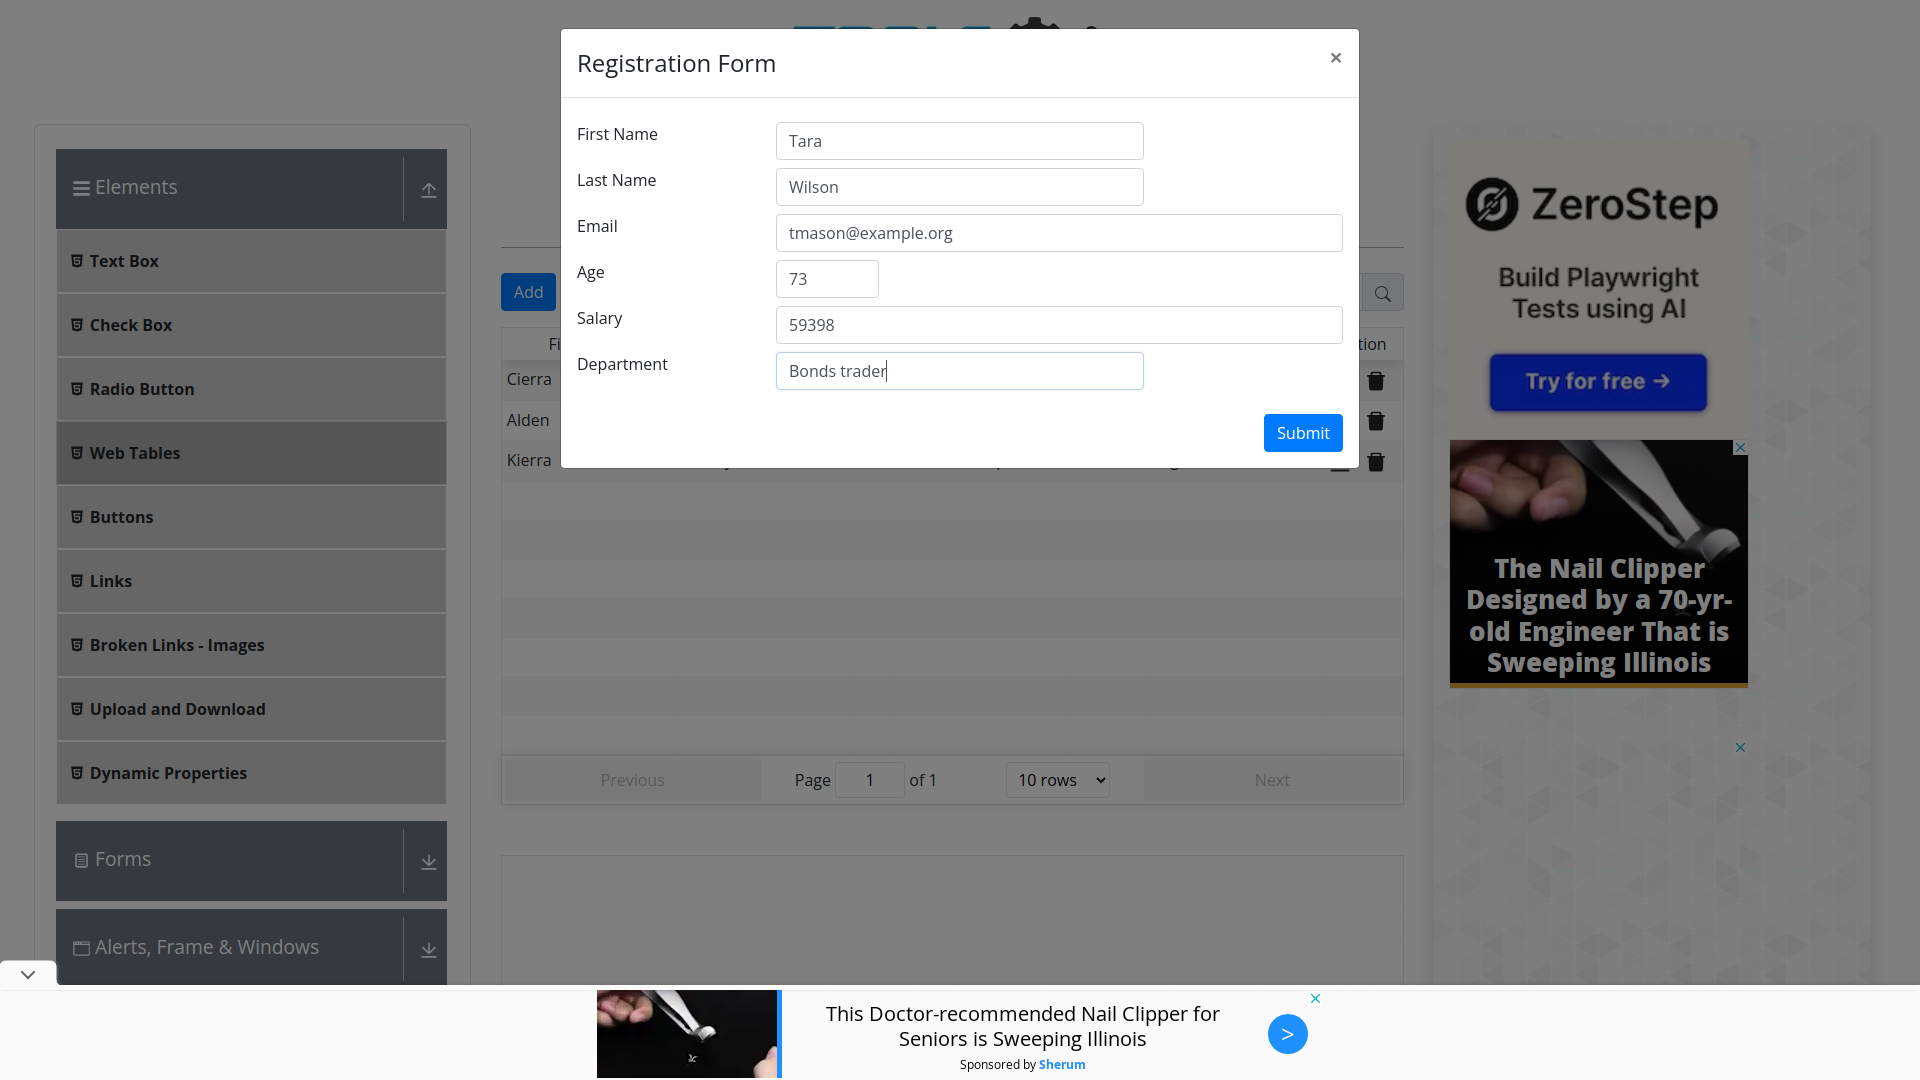 Registration Form
×
First Name
Tara
Last Name
Wilson
Email
tmason@example.org
Age
73
Salary
59398
Department
Bonds trader
Submit
Elements
Text Box
Check Box
Radio Button
Web Tables
Buttons
Links
Broken Links - Images
Upload and Download
Dynamic Properties
Forms
Alerts, Frame & Windows
Add
Cierra
Alden
Kierra
Previous
Page 1 of 1
10 rows
Next
ZeroStep
Build Playwright
Tests using AI
Try for free →
The Nail Clipper
Designed by a 70-yr-
old Engineer That is
Sweeping Illinois
This Doctor-recommended Nail Clipper for
Seniors is Sweeping Illinois
Sponsored by Sherum
>